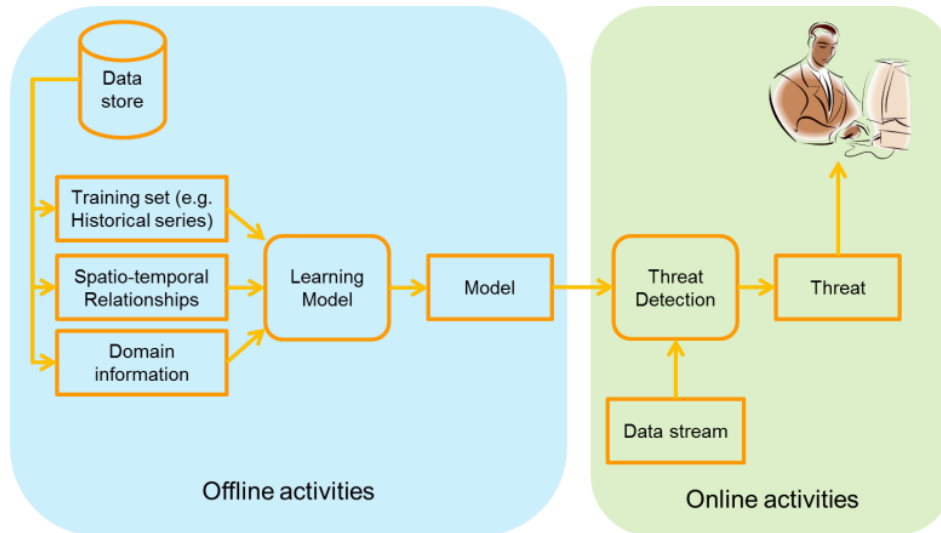 Data
store
Training set (e.g.
Historical series)
Spatio-temporal
Relationships
Domain
information
Learning
Model
Model
Threat
Detection
Threat
Data stream
Offline activities
Online activities